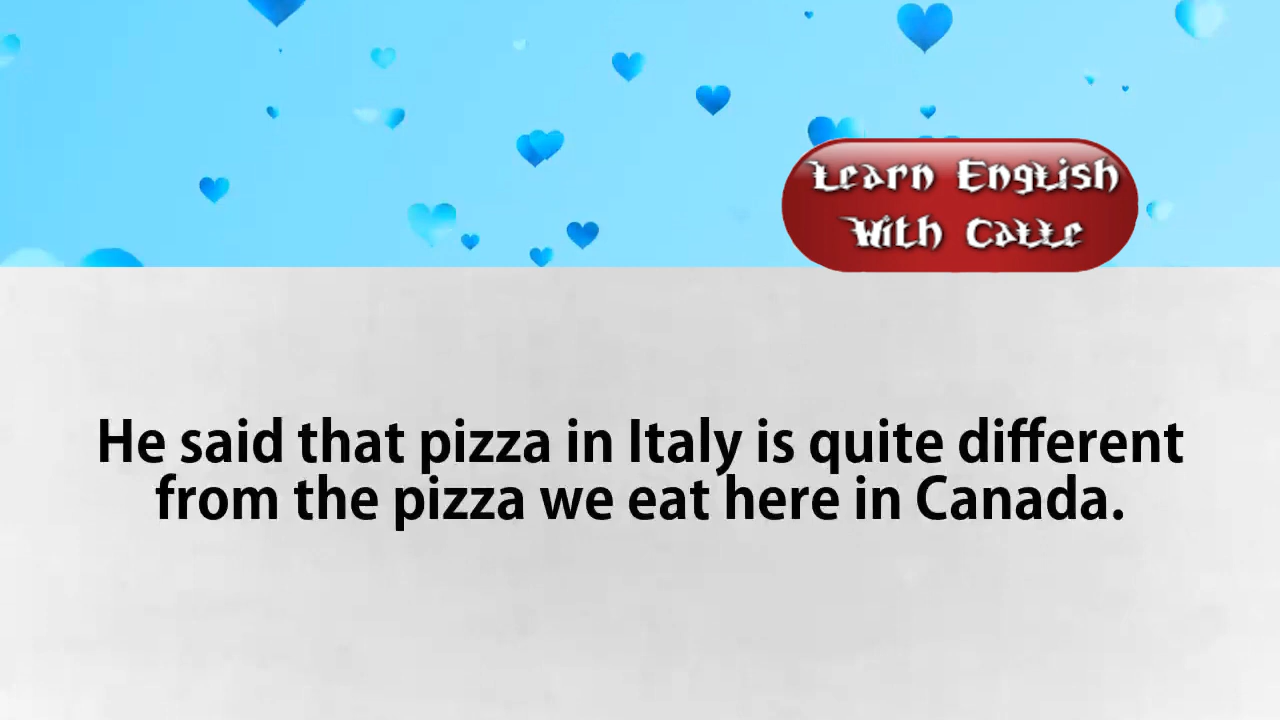 Learn English
With Calle
He said that pizza in Italy is quite different
from the pizza we eat here in Canada.